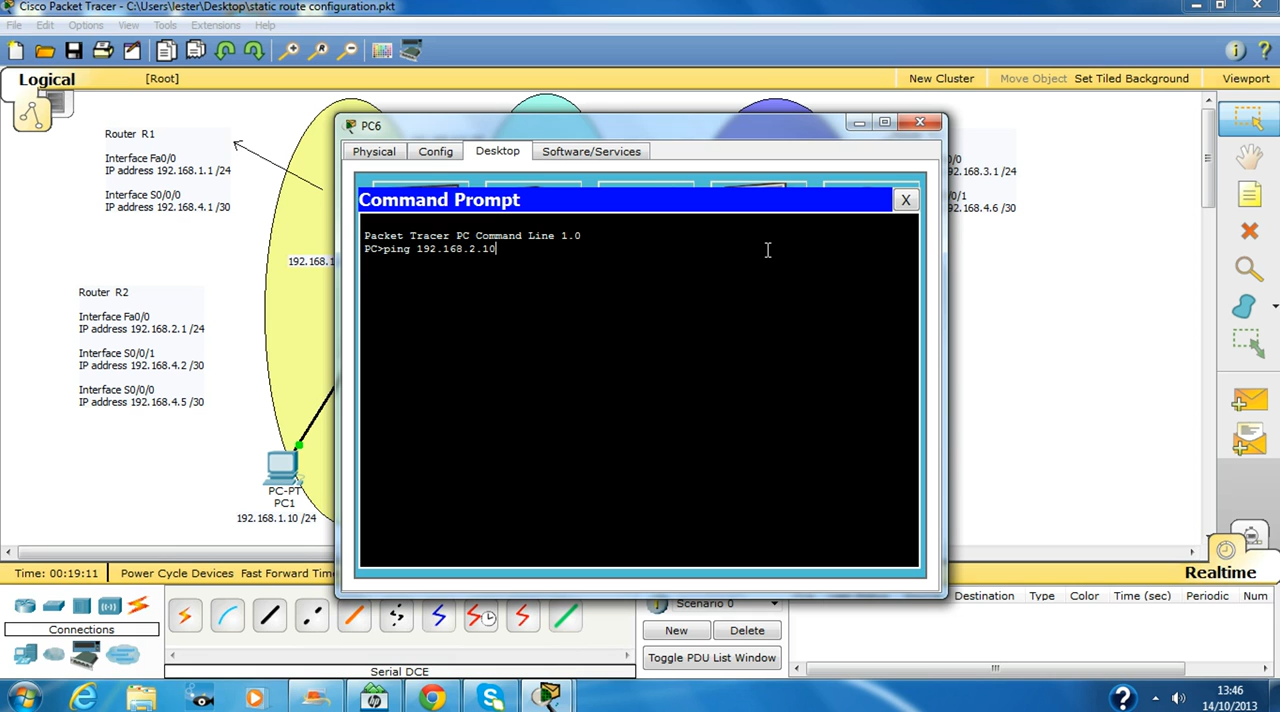 Cisco Packet Tracer - C:\Users\lester\Desktop\static route configuration.pkt
File Edit Options View Tools Extensions Help
Logical
[Root]
New Cluster
Move Object
Set Tiled Background
Viewport
Router R1
Interface Fa0/0
IP address 192.168.1.1 /24
Interface S0/0/0
IP address 192.168.4.1 /30
192.168.1
Router R2
Interface Fa0/0
IP address 192.168.2.1 /24
Interface S0/0/1
IP address 192.168.4.2 /30
Interface S0/0/0
IP address 192.168.4.5 /30
PC-PT
PC1
192.168.1.10 /24
PC6
Physical Config Desktop Software/Services
Command Prompt
X
Packet Tracer PC Command Line 1.0
PC>ping 192.168.2.10
0/0
192.168.3.1 /24
0/1
192.168.4.6 /30
Time: 00:19:11
Power Cycle Devices Fast Forward Time
Realtime
Connections
Serial DCE
Scenario 0
New
Delete
Toggle PDU List Window
Destination Type Color Time (sec) Periodic Num
13:46
14/10/2013